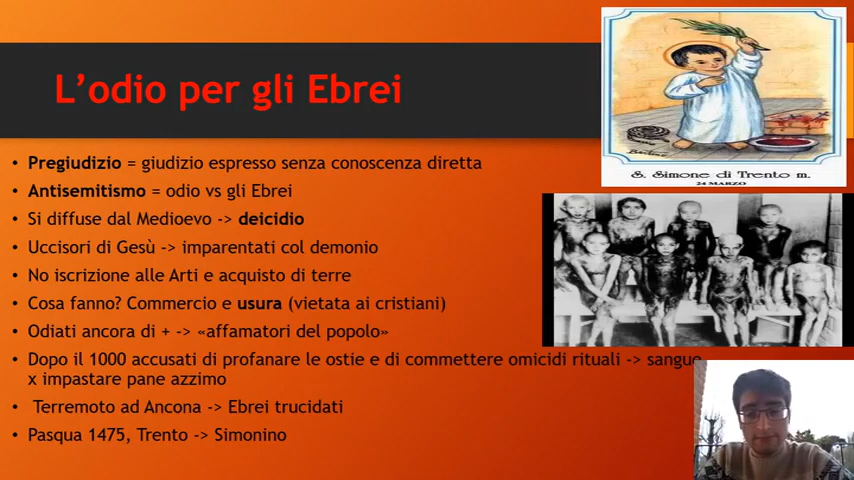 L'odio per gli Ebrei
• Pregiudizio = giudizio espresso senza conoscenza diretta
• Antisemitismo = odio vs gli Ebrei
• Si diffuse dal Medioevo -> deicidio
• Uccisori di Gesù -> imparentati col demonio
• No iscrizione alle Arti e acquisto di terre
• Cosa fanno? Commercio e usura (vietata ai cristiani)
• Odiati ancora di + -> «affamatori del popolo»
• Dopo il 1000 accusati di profanare le ostie e di commettere omicidi rituali -> sangue
x impastare pane azzimo
• Terremoto ad Ancona -> Ebrei trucidati
• Pasqua 1475, Trento -> Simonino
S. Simone di Trento m.
24 MARZO